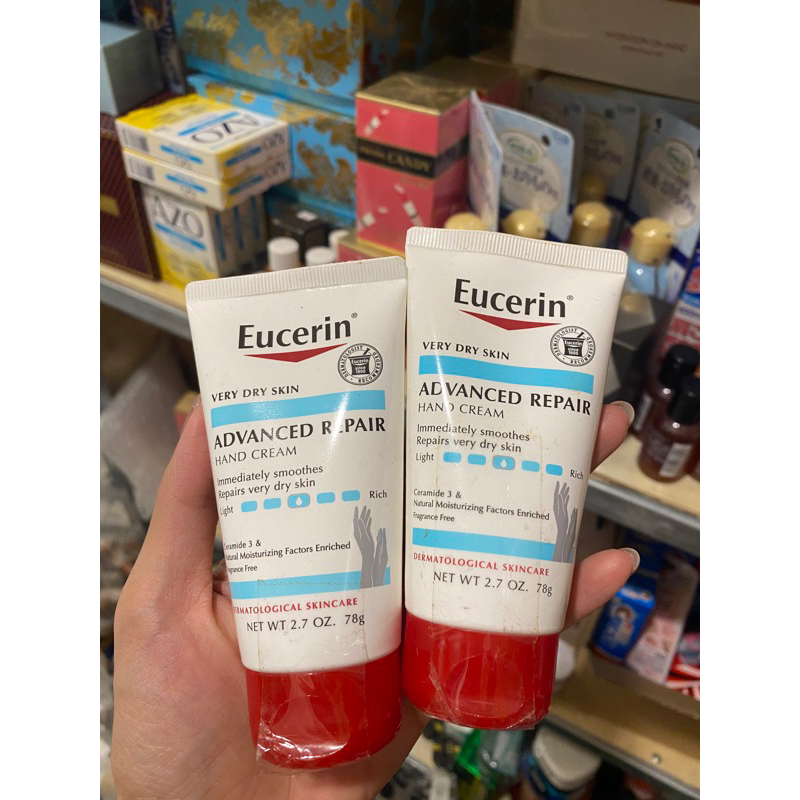 AZO
AZO
CANDY
Eucerin®
VERY DRY SKIN
ADVANCED REPAIR
HAND CREAM
Immediately smoothes
Repairs very dry skin
Light Rich
Ceramide 3 &
Natural Moisturizing Factors Enriched
Fragrance Free
DERMATOLOGICAL SKINCARE
NET WT 2.7 OZ. 78g
Eucerin®
VERY DRY SKIN
ADVANCED REPAIR
HAND CREAM
Immediately smoothes
Repairs very dry skin
Light Rich
Ceramide 3 &
Natural Moisturizing Factors Enriched
Fragrance Free
DERMATOLOGICAL SKINCARE
NET WT 2.7 OZ. 78g